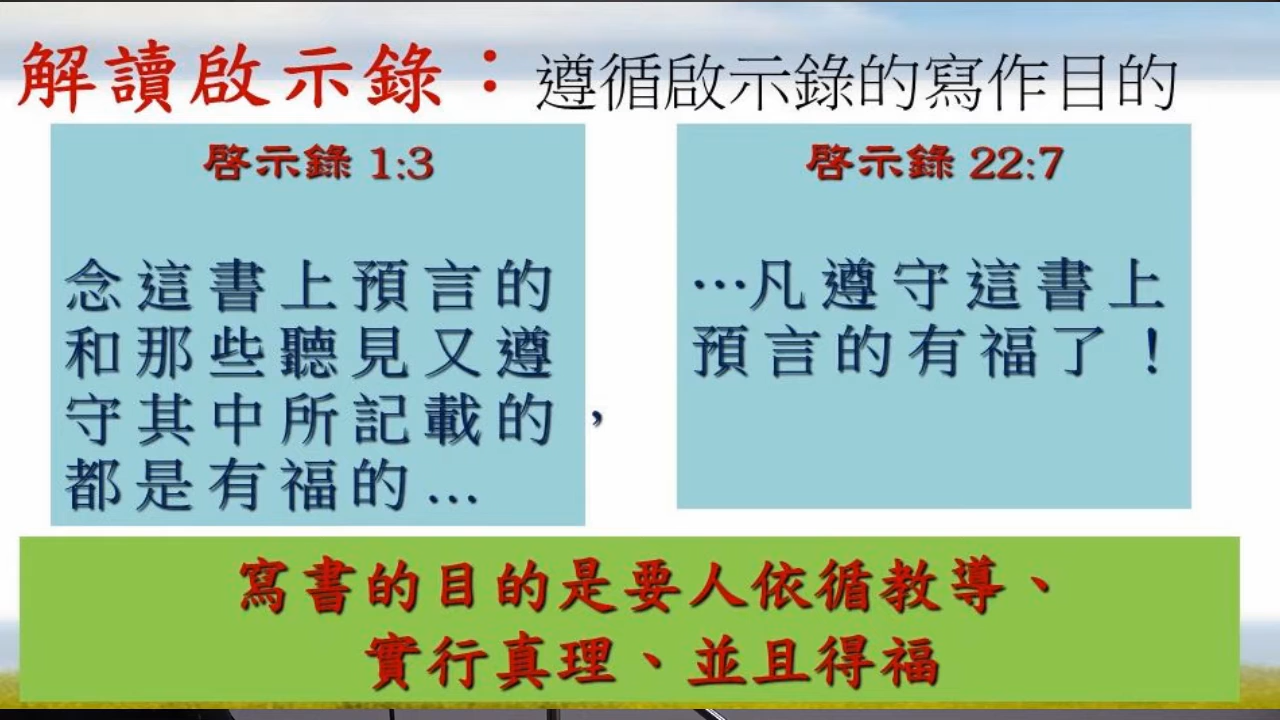 解讀啟示錄：遵循啟示錄的寫作目的
啓示錄 1:3
念這書上預言的
和那些聽見又遵
守其中所記載的，
都是有福的…
啓示錄 22:7
…凡遵守這書上
預言的有福了！
寫書的目的是要人依循教導、
實行真理、並且得福